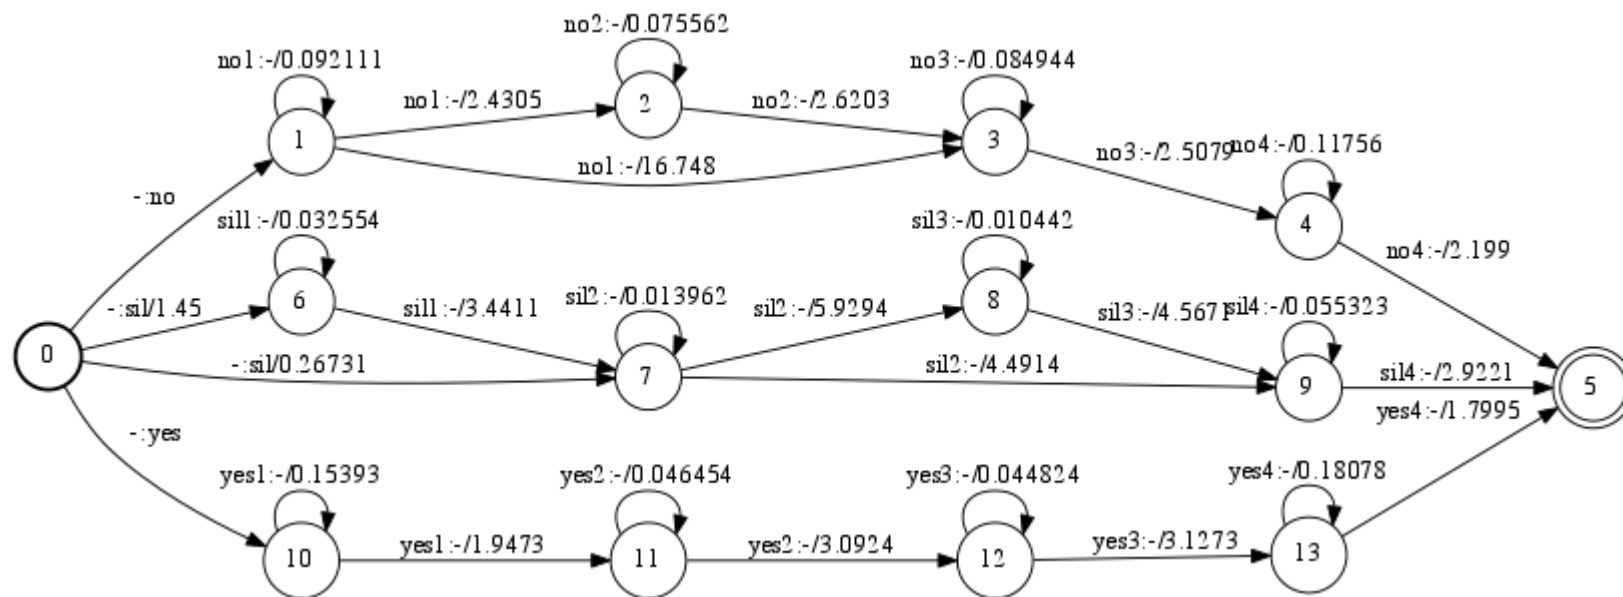 no2:-/0.075562
no1:-/0.092111
no3:-/0.084944
no1:-/2.4305
2
no2:-/2.6203
1
3
no3:-/2.5079
no4:-/0.11756
no1:-/16.748
-:no
sil1:-/0.032554
sil3:-/0.010442
4
no4:-/2.199
6
sil2:-/0.013962
8
-:sil/1.45
sil1:-/3.4411
sil2:-/5.9294
sil3:-/4.5671
sil4:-/0.055323
0
-:sil/0.26731
7
sil2:-/4.4914
9
sil4:-/2.9221
5
yes4:-/1.7995
-:yes
yes1:-/0.15393
yes2:-/0.046454
yes3:-/0.044824
yes4:-/0.18078
10
yes1:-/1.9473
11
yes2:-/3.0924
12
yes3:-/3.1273
13